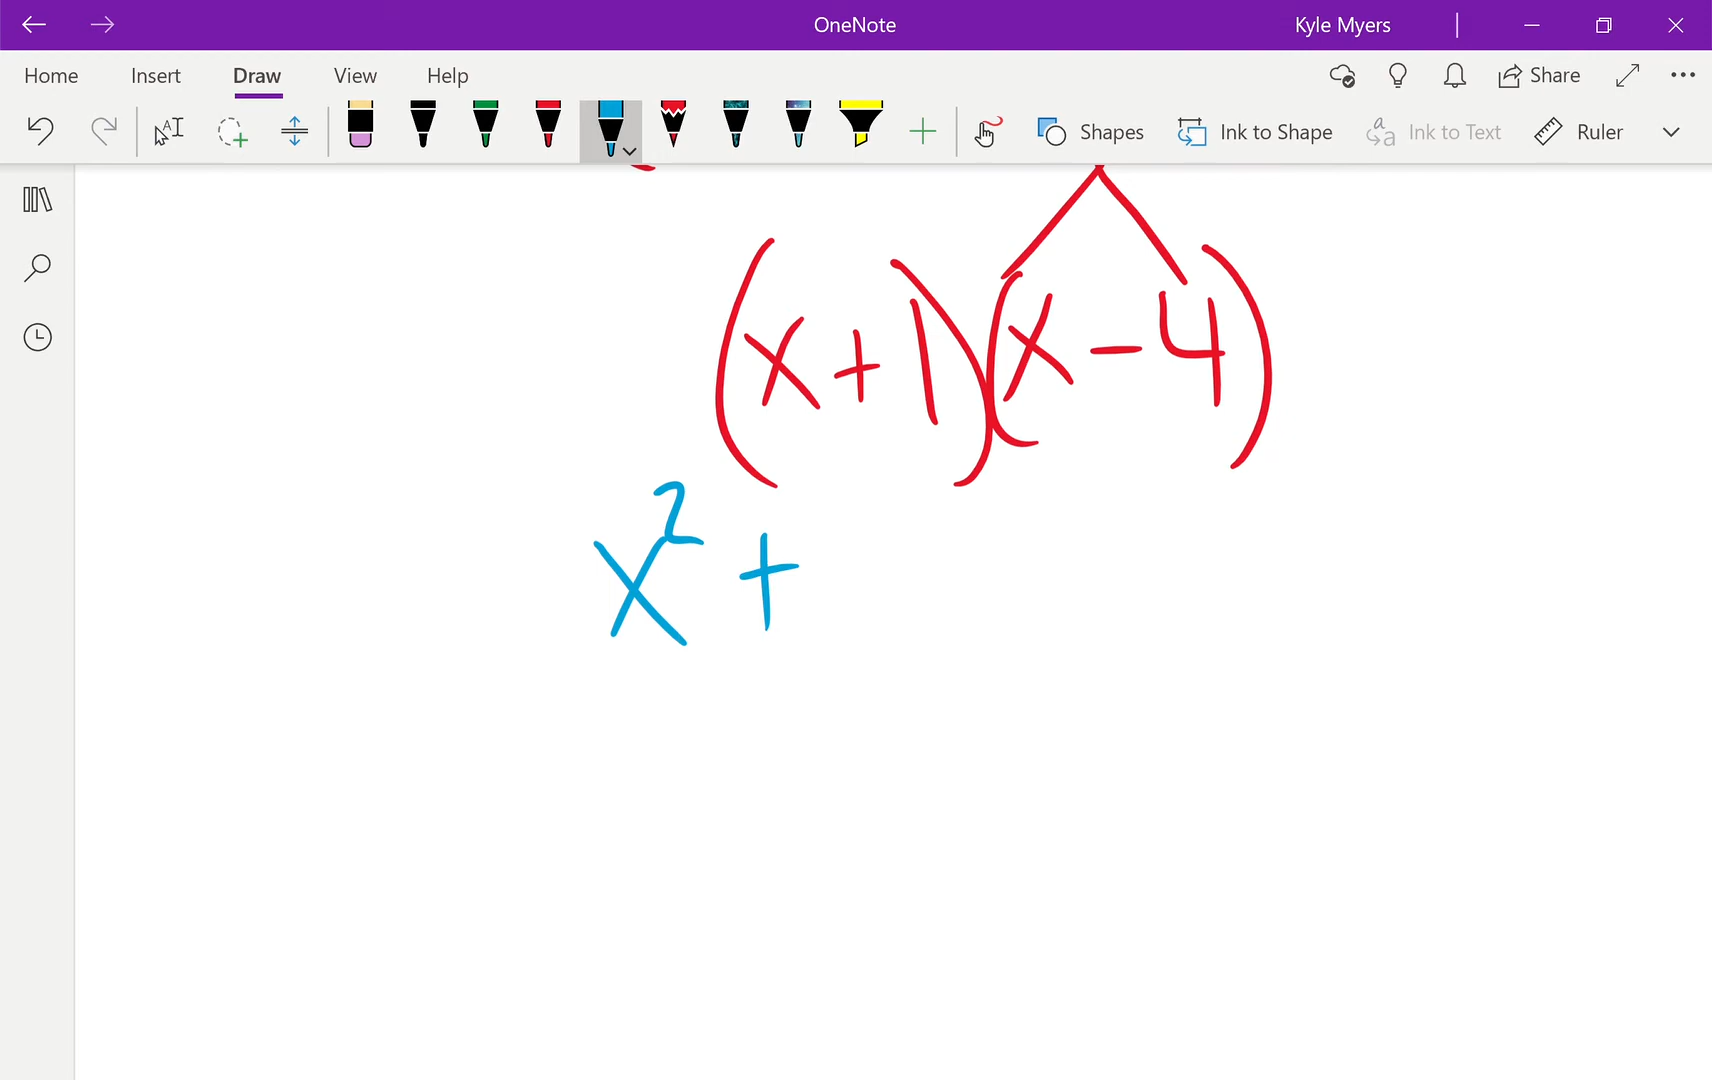 OneNote
Kyle Myers
Home Insert Draw View Help Share
Shapes Ink to Shape Ink to Text Ruler
(x+1)(x-4)
x² +